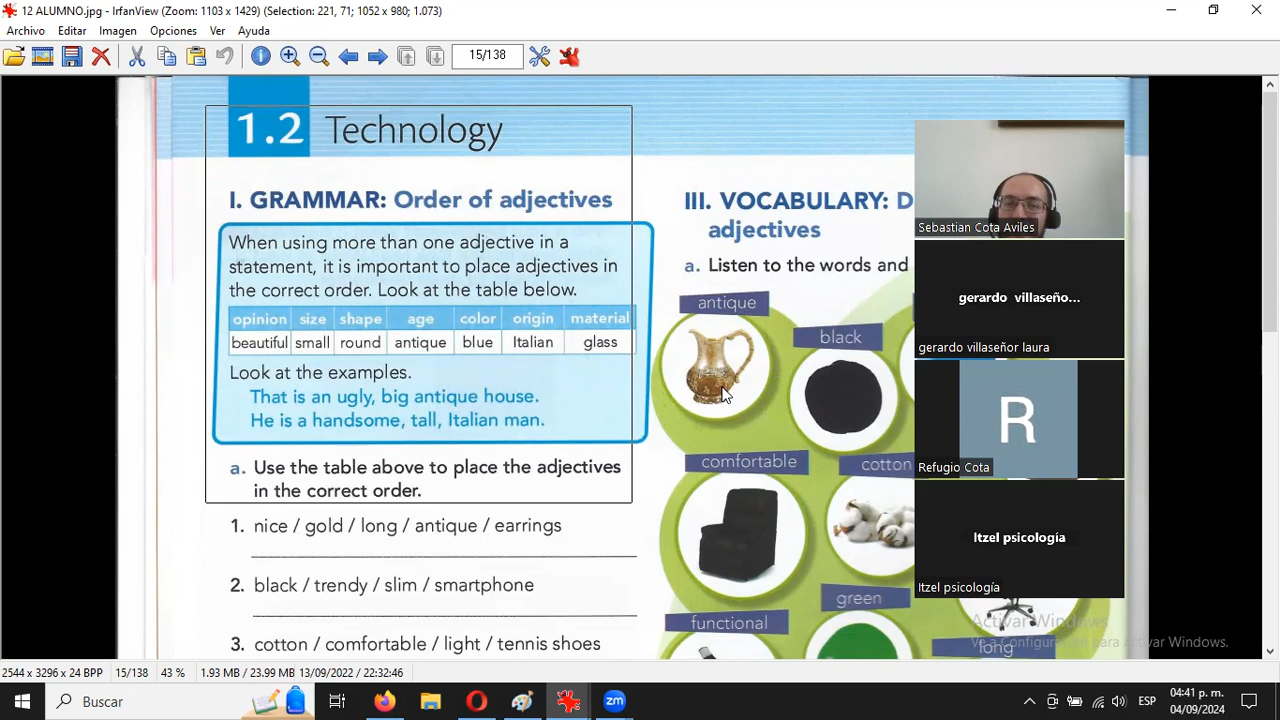 12 ALUMNO.jpg - IrfanView (Zoom: 1103 x 1429) (Selection: 221, 71; 1052 x 980; 1.073)
Archivo Editar Imagen Opciones Ver Ayuda
15/138
1.2 Technology
I. GRAMMAR: Order of adjectives
When using more than one adjective in a
statement, it is important to place adjectives in
the correct order. Look at the table below.
opinion size shape age color origin material
beautiful small round antique blue Italian glass
Look at the examples.
That is an ugly, big antique house.
He is a handsome, tall, Italian man.
a. Use the table above to place the adjectives
in the correct order.
1. nice / gold / long / antique / earrings
2. black / trendy / slim / smartphone
3. cotton / comfortable / light / tennis shoes
III. VOCABULARY: D
adjectives
a. Listen to the words and
antique
black
comfortable
cotton
green
functional
long
Sebastian Cota Aviles
gerardo villaseño...
gerardo villaseñor laura
R
Refugio Cota
Itzel psicología
Itzel psicología
Activar Windows
Ve a Configuración para activar Windows.
2544 x 3296 x 24 BPP 15/138 43 % 1.93 MB / 23.99 MB 13/09/2022 / 22:32:46
Buscar
zm
ESP
04:41 p. m.
04/09/2024